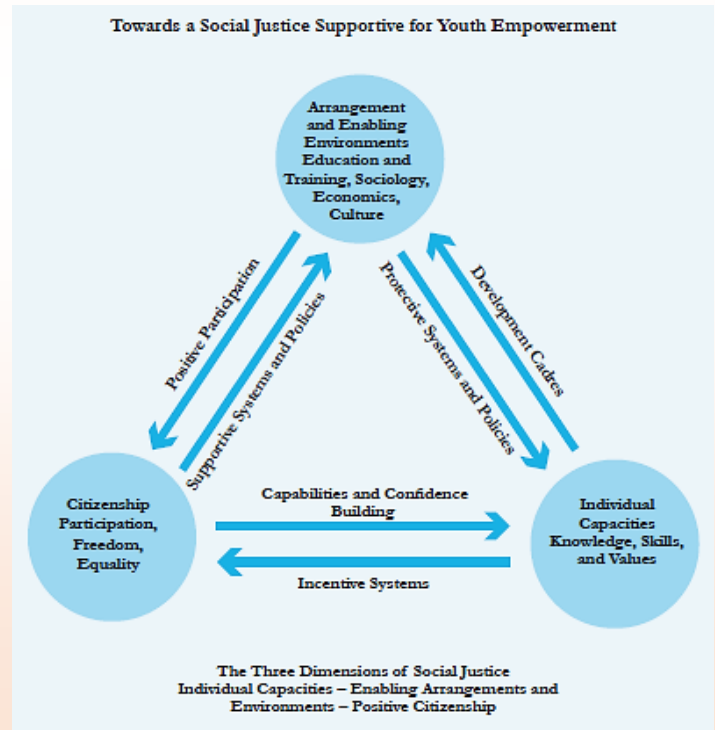 Towards a Social Justice Supportive for Youth Empowerment
Arrangement
and Enabling
Environments
Education and
Training, Sociology,
Economics,
Culture
Positive Participation
Supportive Systems and Policies
Protective Systems and Policies
Development Cadres
Citizenship
Participation,
Freedom,
Equality
Capabilities and Confidence
Building
Incentive Systems
Individual
Capacities
Knowledge, Skills,
and Values
The Three Dimensions of Social Justice
Individual Capacities – Enabling Arrangements and
Environments – Positive Citizenship